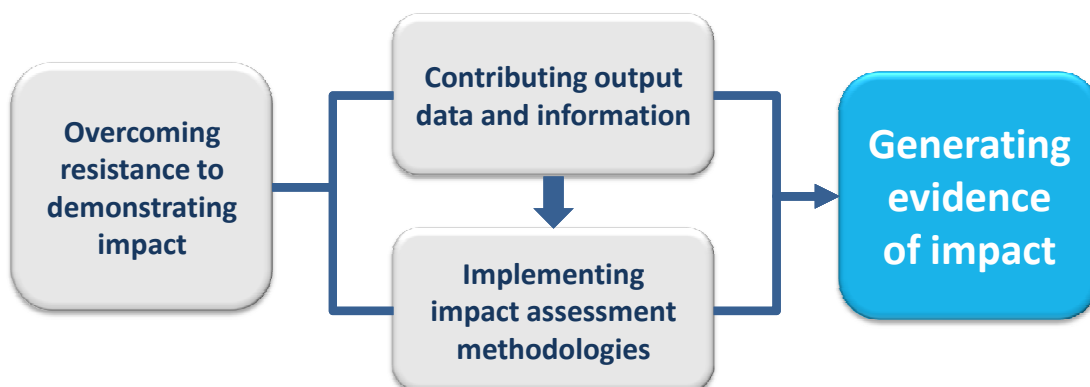 Overcoming
resistance to
demonstrating
impact
Contributing output
data and information
Implementing
impact assessment
methodologies
Generating
evidence
of impact